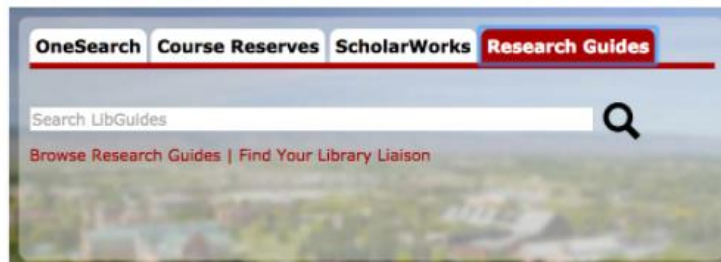 OneSearch Course Reserves ScholarWorks Research Guides
Search LibGuides
Browse Research Guides | Find Your Library Liaison